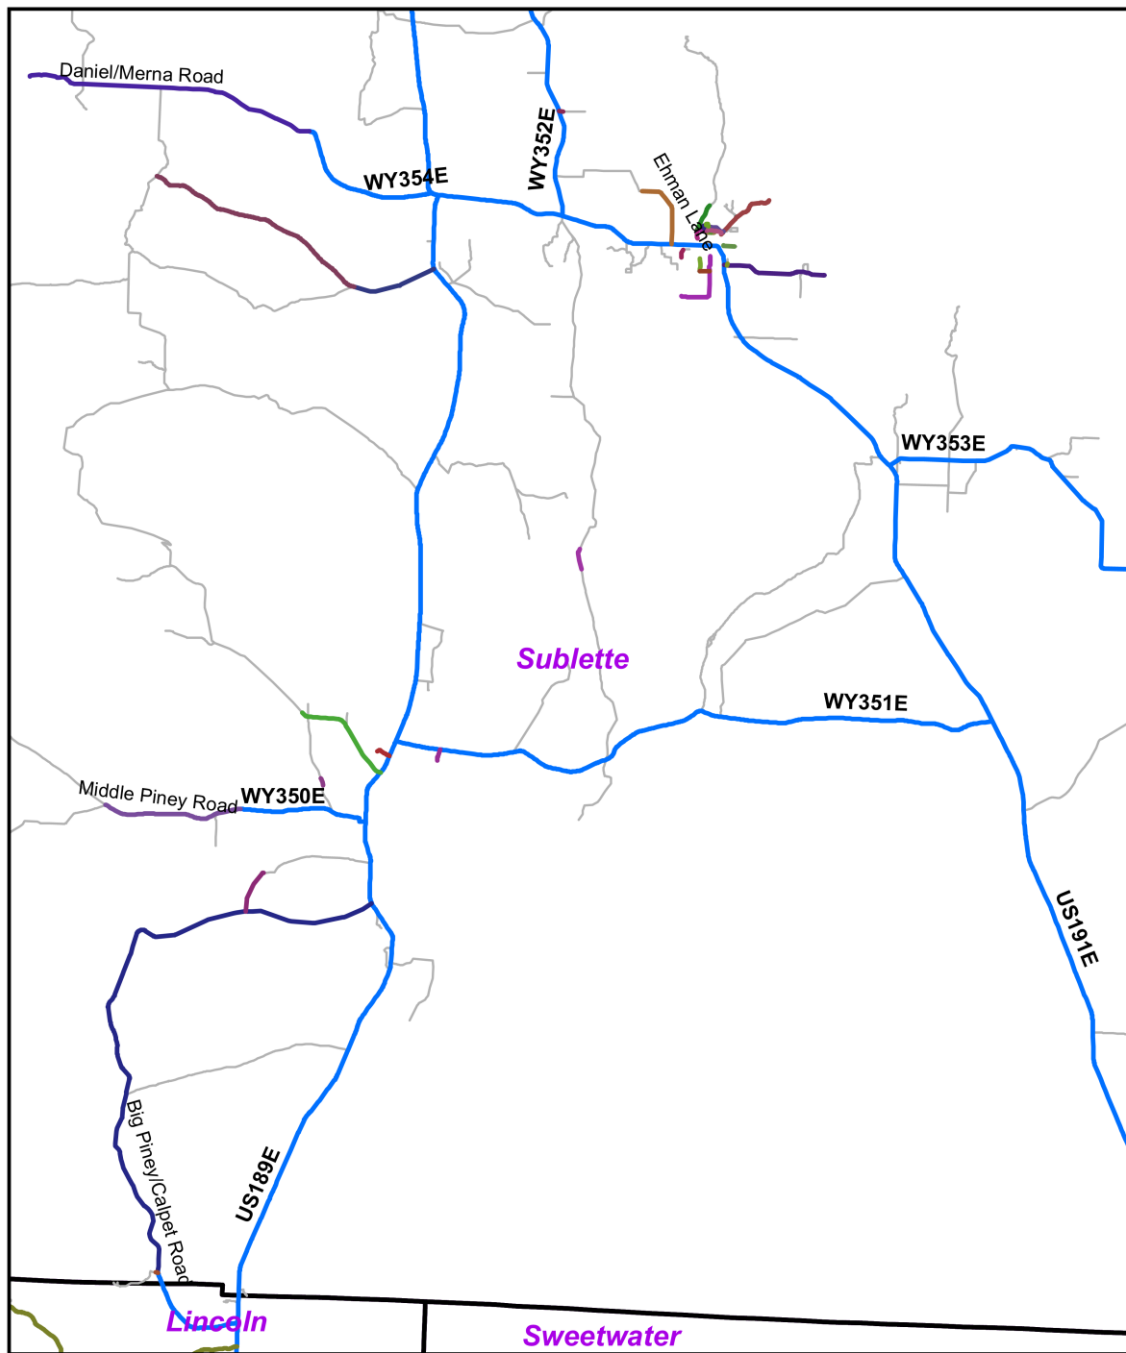 Daniel/Merna Road
WY352E
Ehman Lane
WY354E
WY353E
Sublette
WY351E
Middle Piney Road
WY350E
US191E
Big Piney/Calpet Road
US189E
Lincoln
Sweetwater